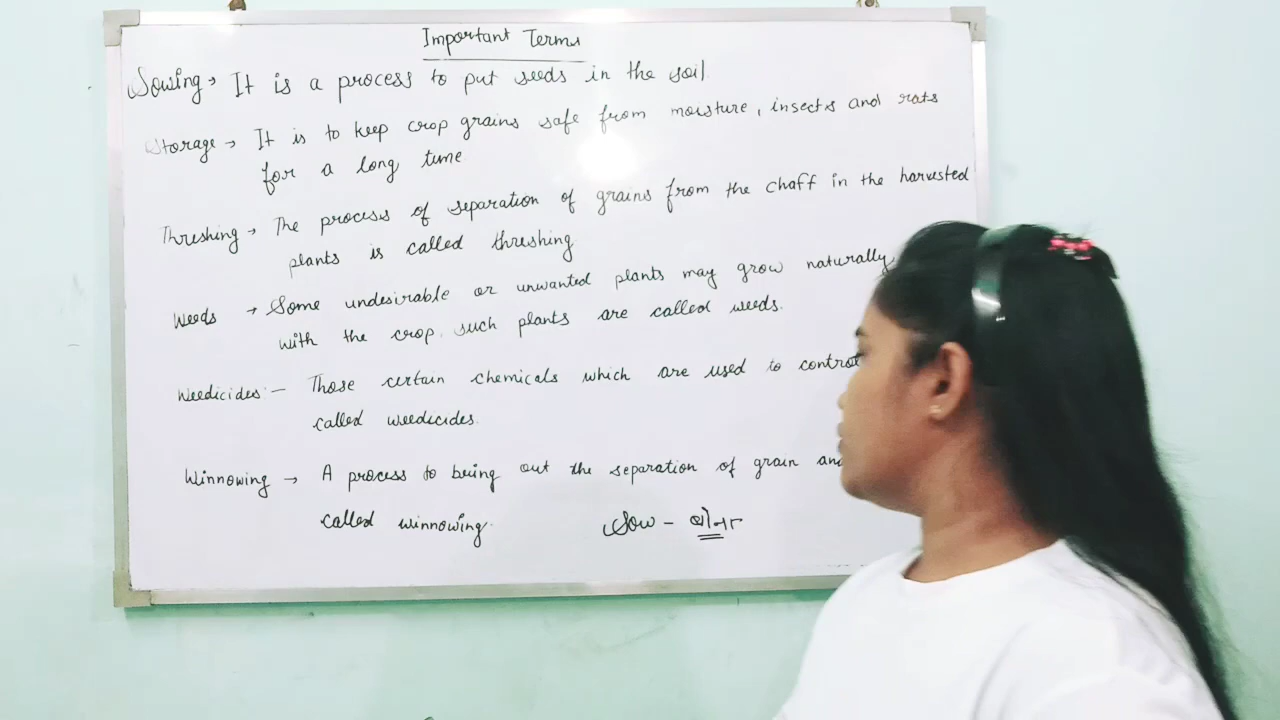 Important Terms
Sowing → It is a process to put seeds in the soil.
Storage → It is to keep crop grains safe from moisture, insects and rats
for a long time
Threshing → The process of separation of grains from the chaff in the harvested
plants is called threshing
Weeds → Some undesirable or unwanted plants may grow naturally
with the crop. such plants are called weeds.
Weedicides:- Those certain chemicals which are used to control
called weedicides.
Winnowing → A process to being out the separation of grain and
called winnowing.
Sow - बोना